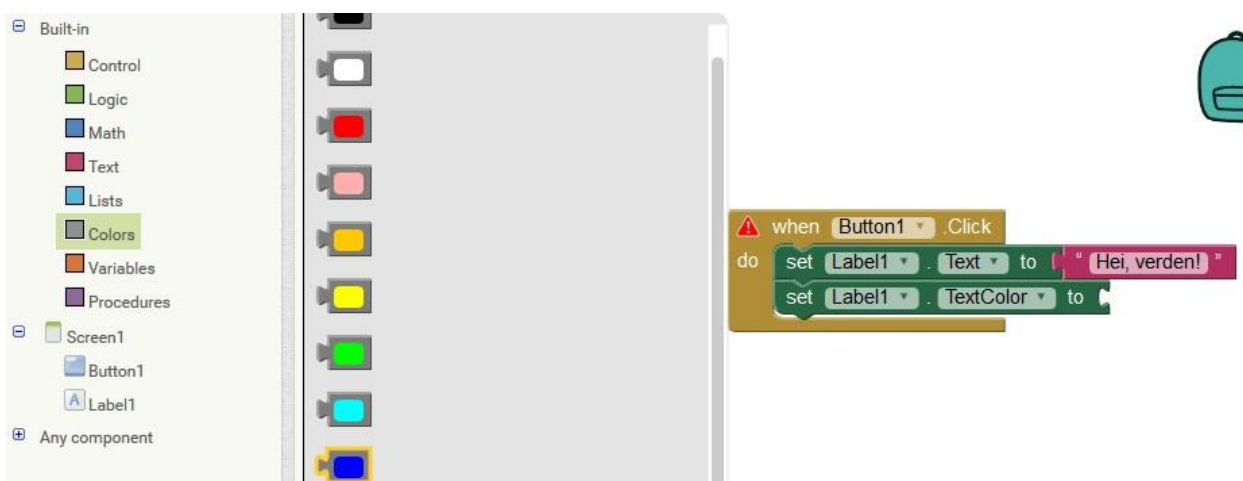 Built-in
Control
Logic
Math
Text
Lists
Colors
Variables
Procedures
Screen1
Button1
A Label1
Any component
when Button1 .Click
do set Label1 . Text to " Hei, verden! "
set Label1 . TextColor to